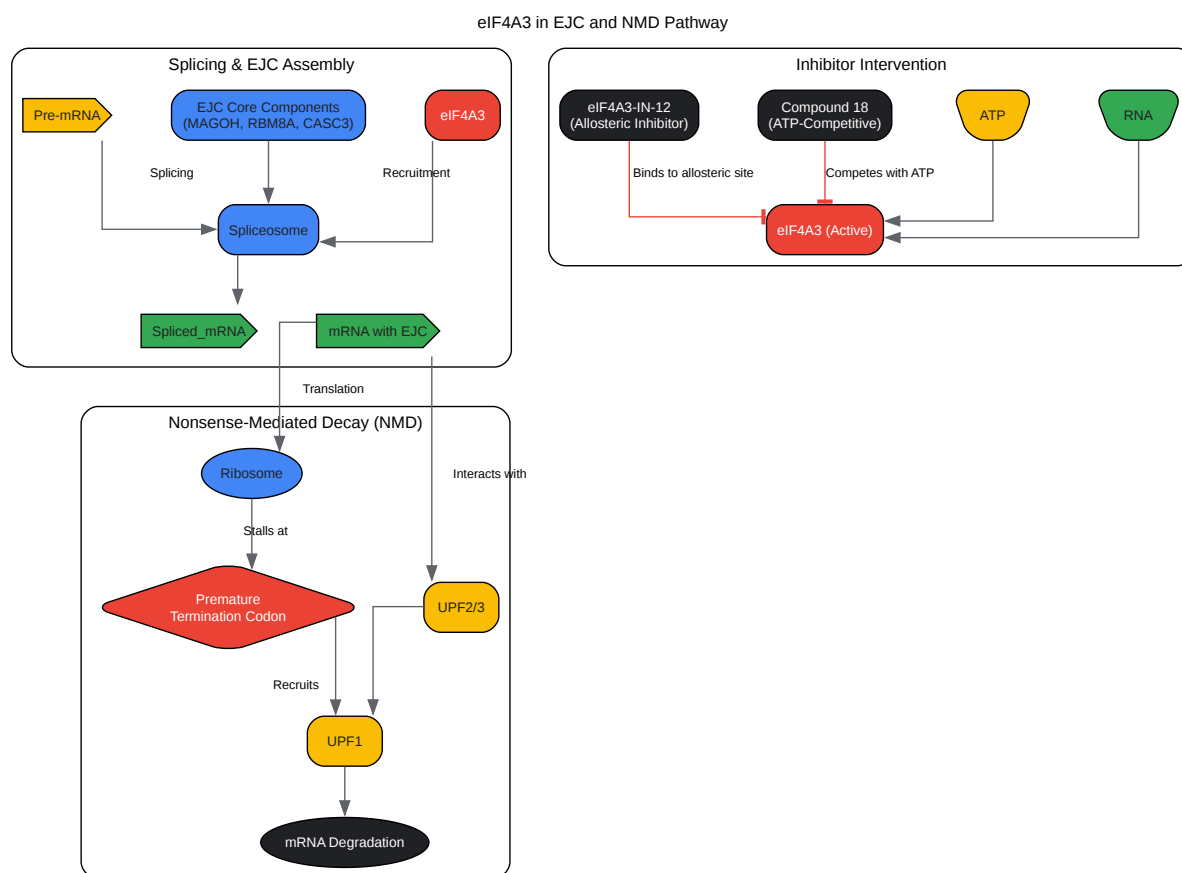 eIF4A3 in EJC and NMD Pathway
Splicing & EJC Assembly
Pre-mRNA
EJC Core Components
(MAGOH, RBM8A, CASC3)
eIF4A3
Splicing
Recruitment
Spliceosome
Spliced_mRNA
mRNA with EJC
Inhibitor Intervention
eIF4A3-IN-12
(Allosteric Inhibitor)
Compound 18
(ATP-Competitive)
ATP
RNA
Binds to allosteric site
Competes with ATP
eIF4A3 (Active)
Translation
Nonsense-Mediated Decay (NMD)
Ribosome
Interacts with
Stalls at
Premature
Termination Codon
UPF2/3
Recruits
UPF1
mRNA Degradation